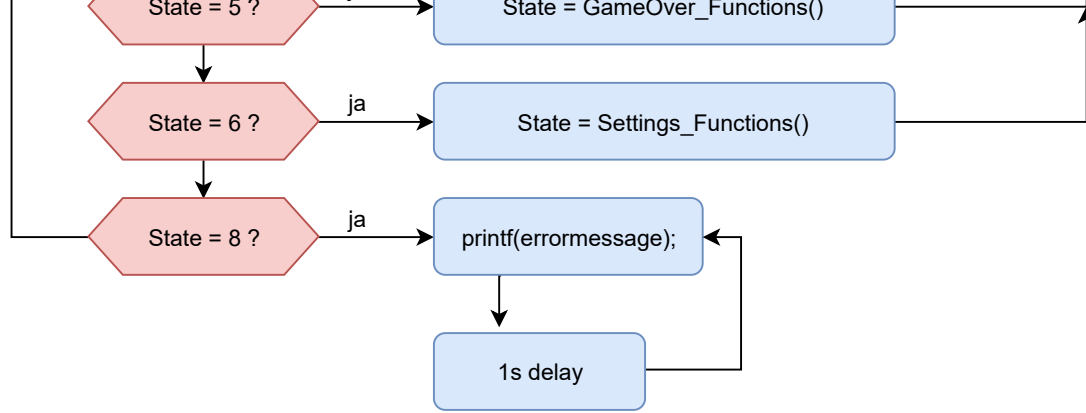 State = 5 ?
State = GameOver_Functions()
ja
State = 6 ?
State = Settings_Functions()
ja
State = 8 ?
printf(errormessage);
1s delay